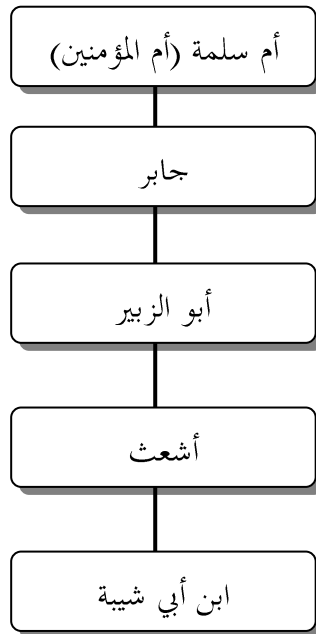 أم سلمة (أم المؤمنين)
جابر
أبو الزبير
أشعث
ابن أبي شيبة